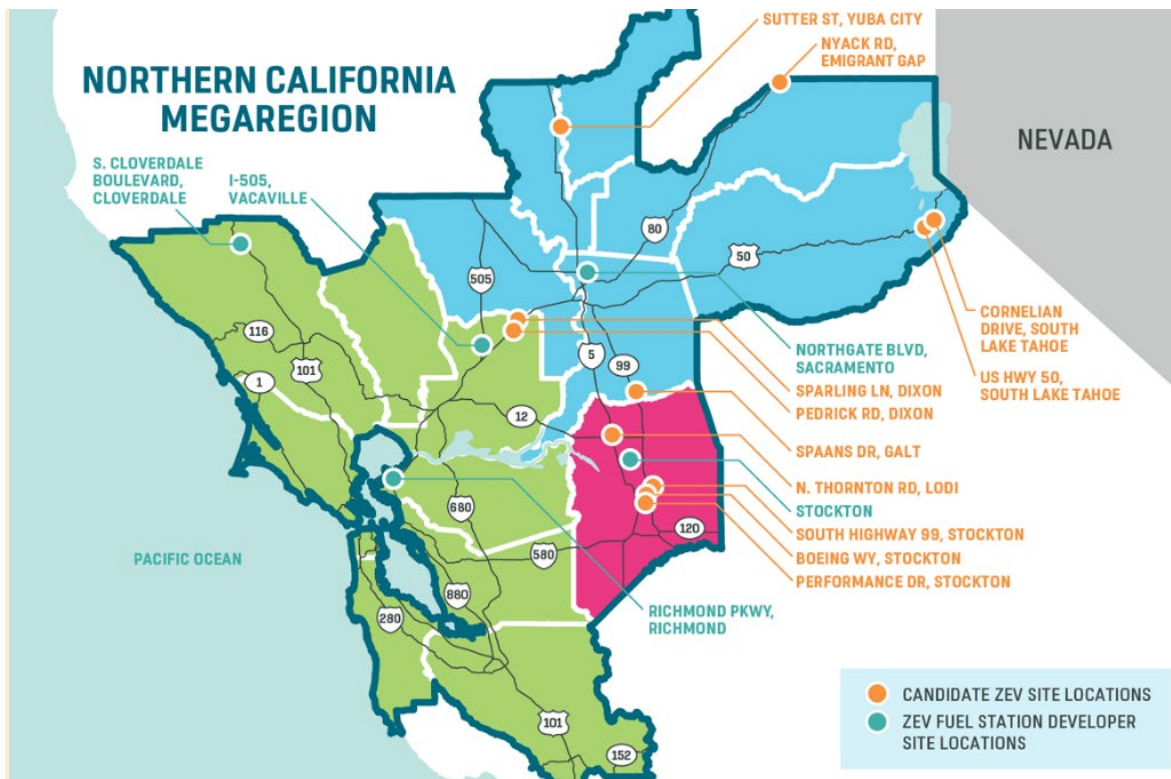 SUTTER ST, YUBA CITY
NYACK RD,
EMIGRANT GAP
NORTHERN CALIFORNIA
MEGAREGION
NEVADA
S. CLOVERDALE
BOULEVARD,
CLOVERDALE
I-505,
VACAVILLE
80
50
505
CORNELIAN
DRIVE, SOUTH
LAKE TAHOE
US HWY 50,
SOUTH LAKE TAHOE
116
101
1
5
99
12
NORTHGATE BLVD,
SACRAMENTO
SPARLING LN, DIXON
PEDRICK RD, DIXON
SPAANS DR, GALT
N. THORNTON RD, LODI
STOCKTON
SOUTH HIGHWAY 99, STOCKTON
BOEING WY, STOCKTON
PERFORMANCE DR, STOCKTON
680
120
580
PACIFIC OCEAN
880
280
RICHMOND PKWY,
RICHMOND
101
152
CANDIDATE ZEV SITE LOCATIONS
ZEV FUEL STATION DEVELOPER
SITE LOCATIONS